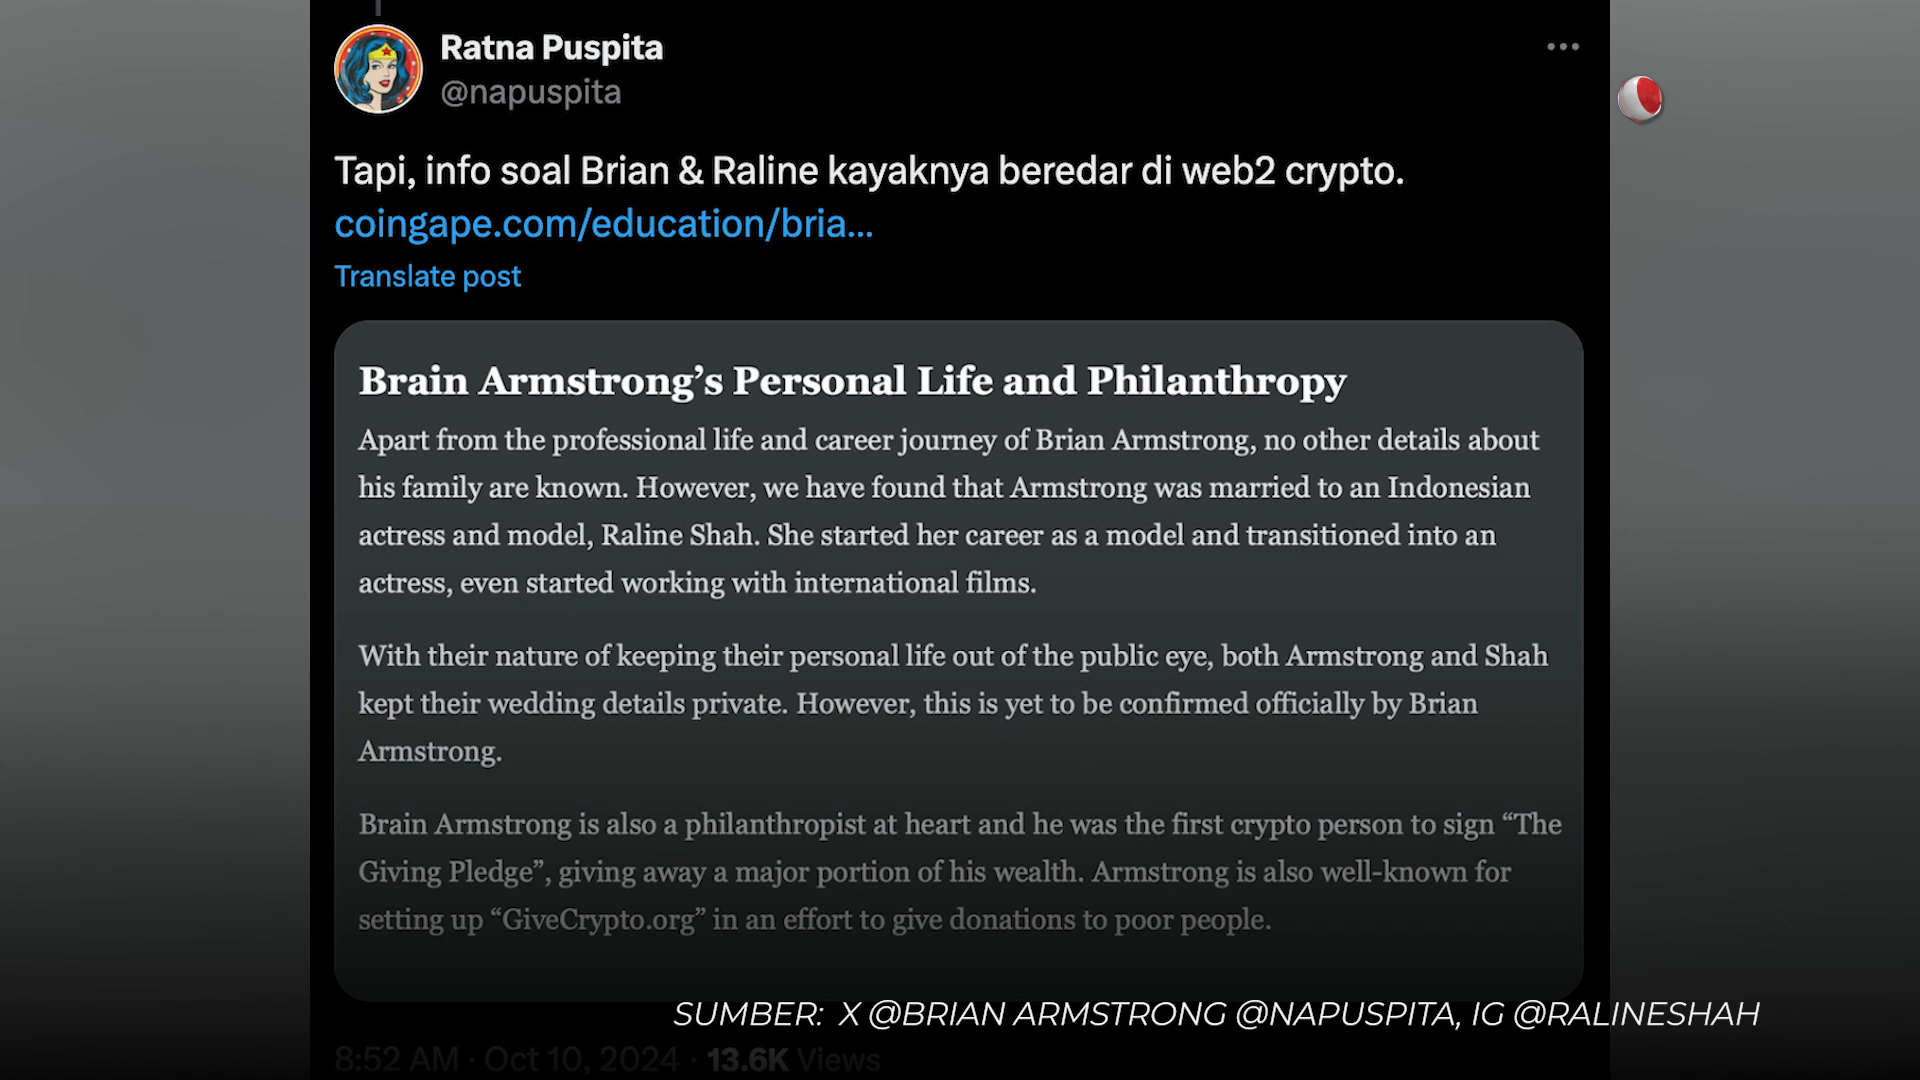 Ratna Puspita
@napuspita
Tapi, info soal Brian & Raline kayaknya beredar di web2 crypto.
coingape.com/education/bria...
Translate post
Brain Armstrong’s Personal Life and Philanthropy
Apart from the professional life and career journey of Brian Armstrong, no other details about
his family are known. However, we have found that Armstrong was married to an Indonesian
actress and model, Raline Shah. She started her career as a model and transitioned into an
actress, even started working with international films.
With their nature of keeping their personal life out of the public eye, both Armstrong and Shah
kept their wedding details private. However, this is yet to be confirmed officially by Brian
Armstrong.
Brain Armstrong is also a philanthropist at heart and he was the first crypto person to sign “The
Giving Pledge”, giving away a major portion of his wealth. Armstrong is also well-known for
setting up “GiveCrypto.org” in an effort to give donations to poor people.
SUMBER: X @BRIAN ARMSTRONG @NAPUSPITA, IG @RALINESHAH
8:52 AM · Oct 10, 2024 · 13.6K Views